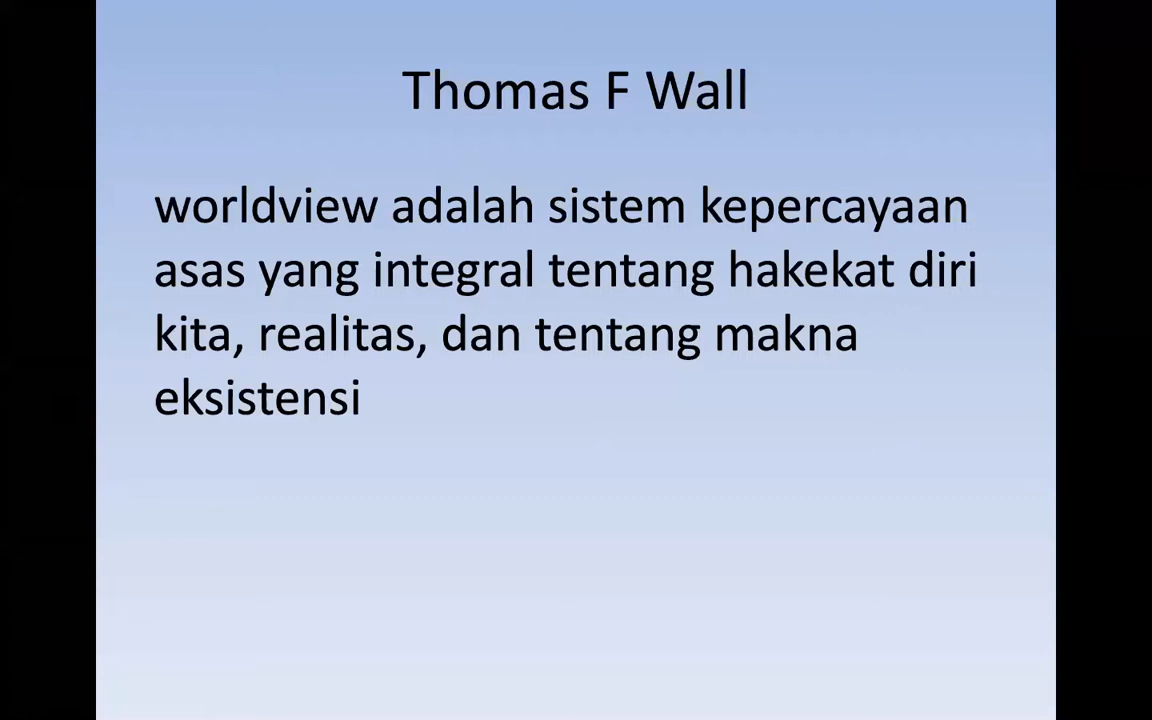 Thomas F Wall
worldview adalah sistem kepercayaan
asas yang integral tentang hakekat diri
kita, realitas, dan tentang makna
eksistensi